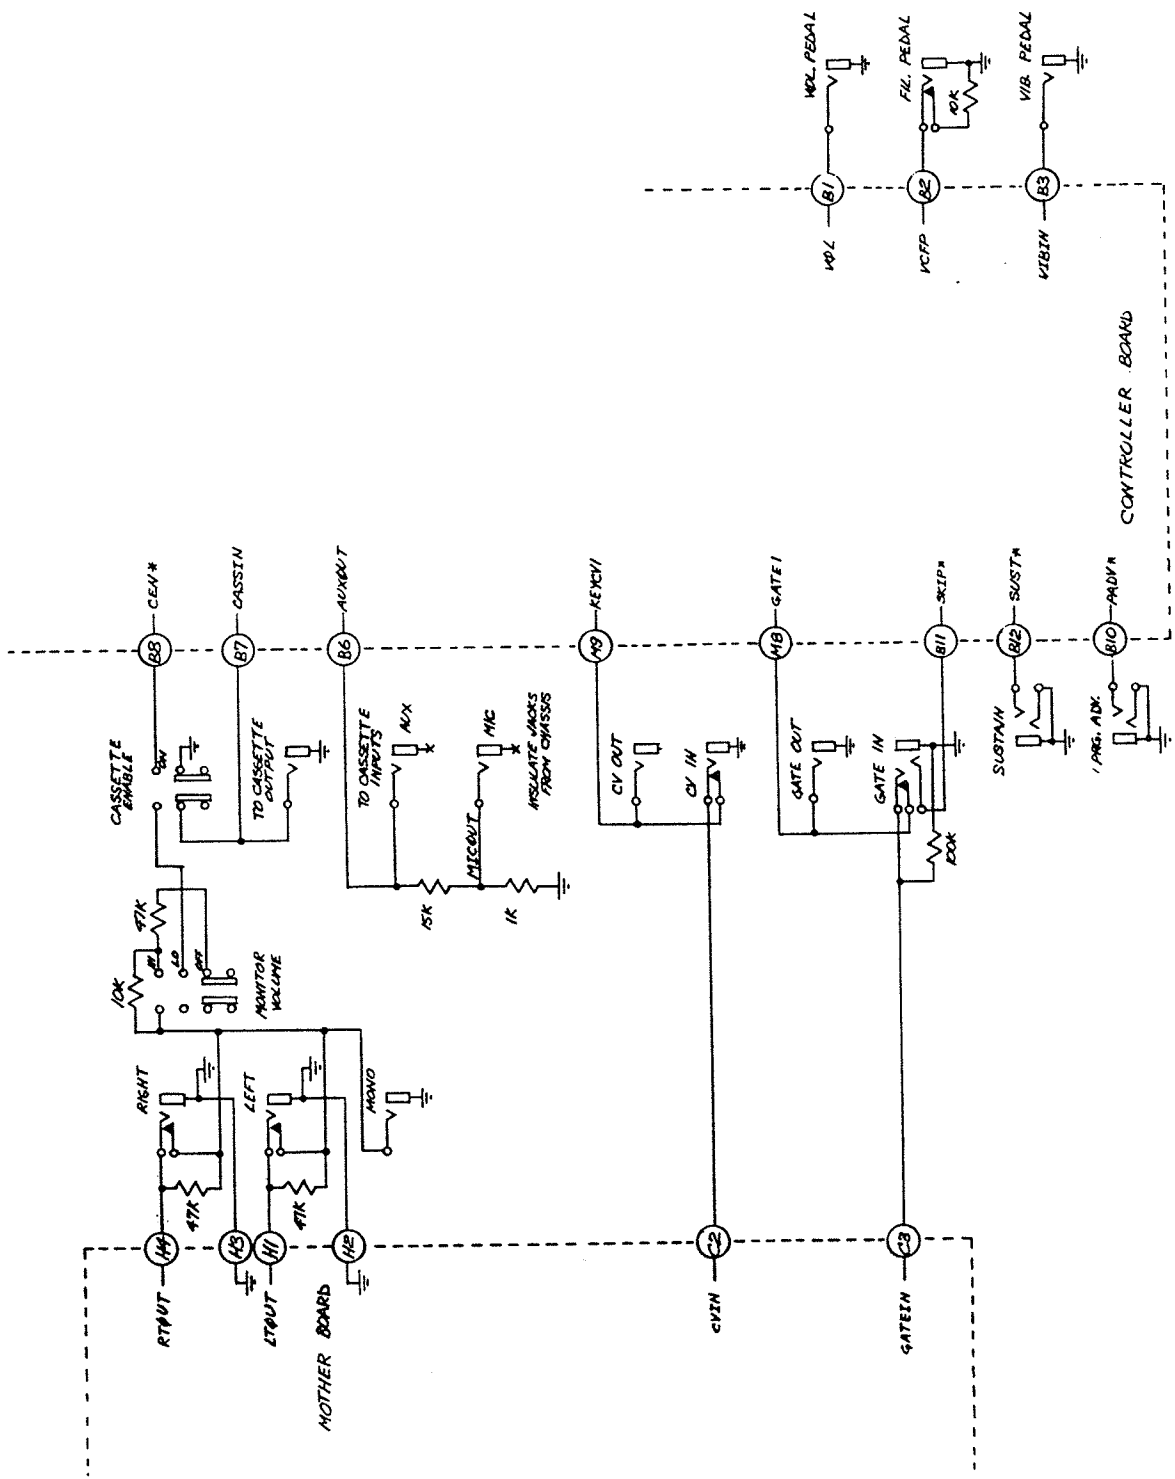 MOTHER BOARD
RTØUT
H4
H3
LTØUT
H1
H2
CVIN
C2
GATEIN
C3
47K
RIGHT
47K
LEFT
MONO
10K
47K
HI
LO
OFF
MONITOR
VOLUME
CASSETTE
ENABLE
ON
TO CASSETTE
OUTPUT
15K
1K
MICOUT
TO CASSETTE
INPUTS
AUX
MIC
INSULATE JACKS
FROM CHASSIS
CV OUT
CV IN
GATE OUT
GATE IN
100K
SUSTAIN
PRG. ADV.
B8
CEN*
B7
CASSIN
B6
AUXØUT
M9
KEYCV1
M8
GATE1
B11
SKIP*
B12
SUST*
B10
PADV*
CONTROLLER BOARD
VOL
B1
VOL. PEDAL
VCFP
B2
FIL. PEDAL
10K
VIBIN
B3
VIB. PEDAL